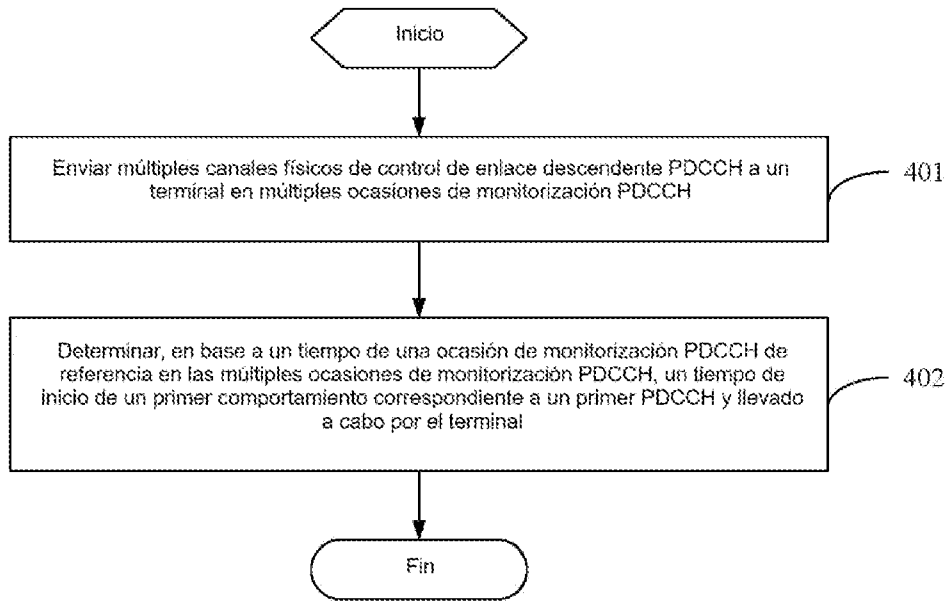 Inicio
Enviar múltiples canales físicos de control de enlace descendente PDCCH a un
terminal en múltiples ocasiones de monitorización PDCCH
401
Determinar, en base a un tiempo de una ocasión de monitorización PDCCH de
referencia en las múltiples ocasiones de monitorización PDCCH, un tiempo de
inicio de un primer comportamiento correspondiente a un primer PDCCH y llevado
a cabo por el terminal
402
Fin